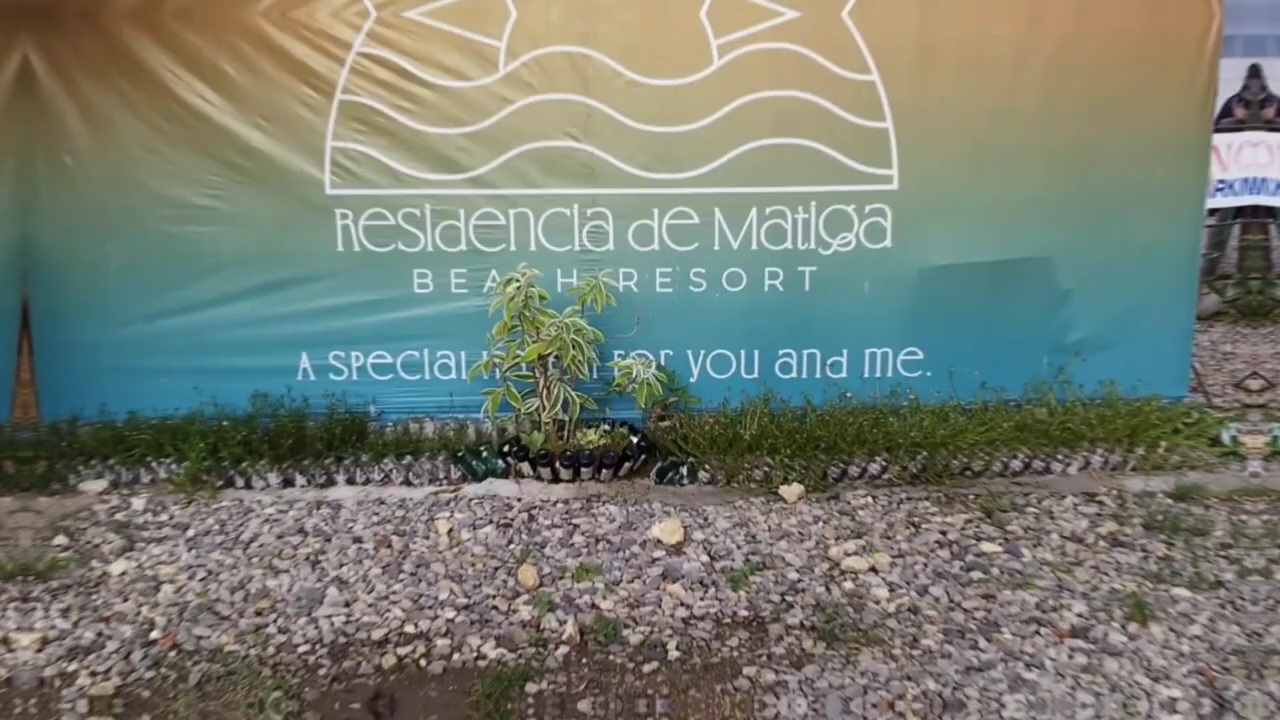 Residencia de Matiga
BEACH RESORT
A special for you and me.